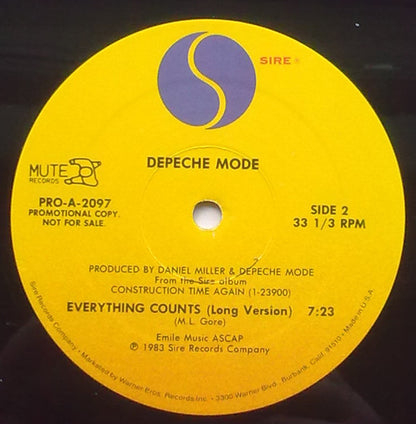 SIRE ®
DEPECHE MODE
MUTE
RECORDS
PRO-A-2097
PROMOTIONAL COPY.
NOT FOR SALE.
SIDE 2
33 1/3 RPM
PRODUCED BY DANIEL MILLER & DEPECHE MODE
From the Sire album
CONSTRUCTION TIME AGAIN (1-23900)
EVERYTHING COUNTS (Long Version) 7:23
(M.L. Gore)
Emile Music ASCAP
℗ 1983 Sire Records Company
Sire Records Company • Marketed by Warner Bros. Records Inc. • 3300 Warner Blvd., Burbank, Calif. 91510 • Made in U.S.A.